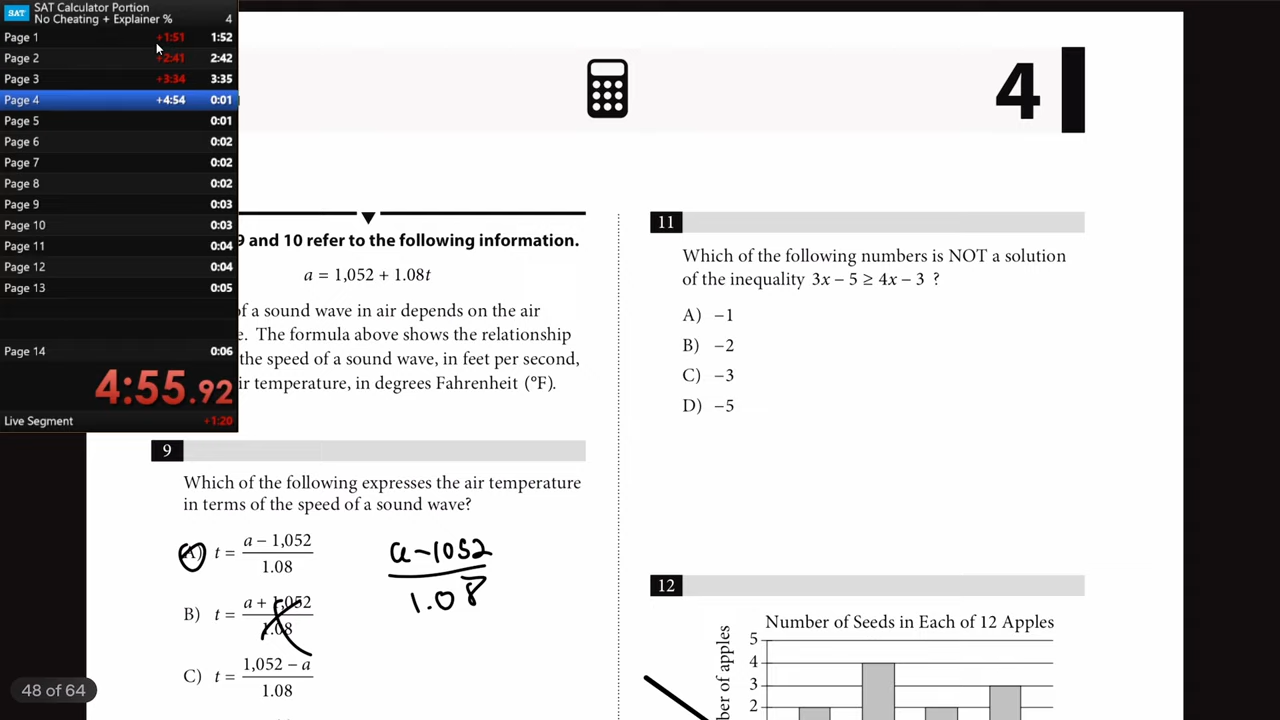 SAT
SAT Calculator Portion
No Cheating + Explainer % 4
Page 1 +1:51 1:52
Page 2 +2:41 2:42
Page 3 +3:34 3:35
Page 4 +4:54 0:01
Page 5 0:01
Page 6 0:02
Page 7 0:02
Page 8 0:02
Page 9 0:03
Page 10 0:03
Page 11 0:04
Page 12 0:04
Page 13 0:05
Page 14 0:06
4:55.92
Live Segment +1:20
4
9 and 10 refer to the following information.
a = 1,052 + 1.08t
of a sound wave in air depends on the air
e. The formula above shows the relationship
the speed of a sound wave, in feet per second,
ir temperature, in degrees Fahrenheit (°F).
9
Which of the following expresses the air temperature
in terms of the speed of a sound wave?
A) t = a − 1,052
1.08
a-1052
1.08
B) t = a + 1,052
1.08
C) t = 1,052 − a
1.08
11
Which of the following numbers is NOT a solution
of the inequality 3x − 5 ≥ 4x − 3 ?
A) −1
B) −2
C) −3
D) −5
12
Number of Seeds in Each of 12 Apples
5
4
3
2
ber of apples
48 of 64